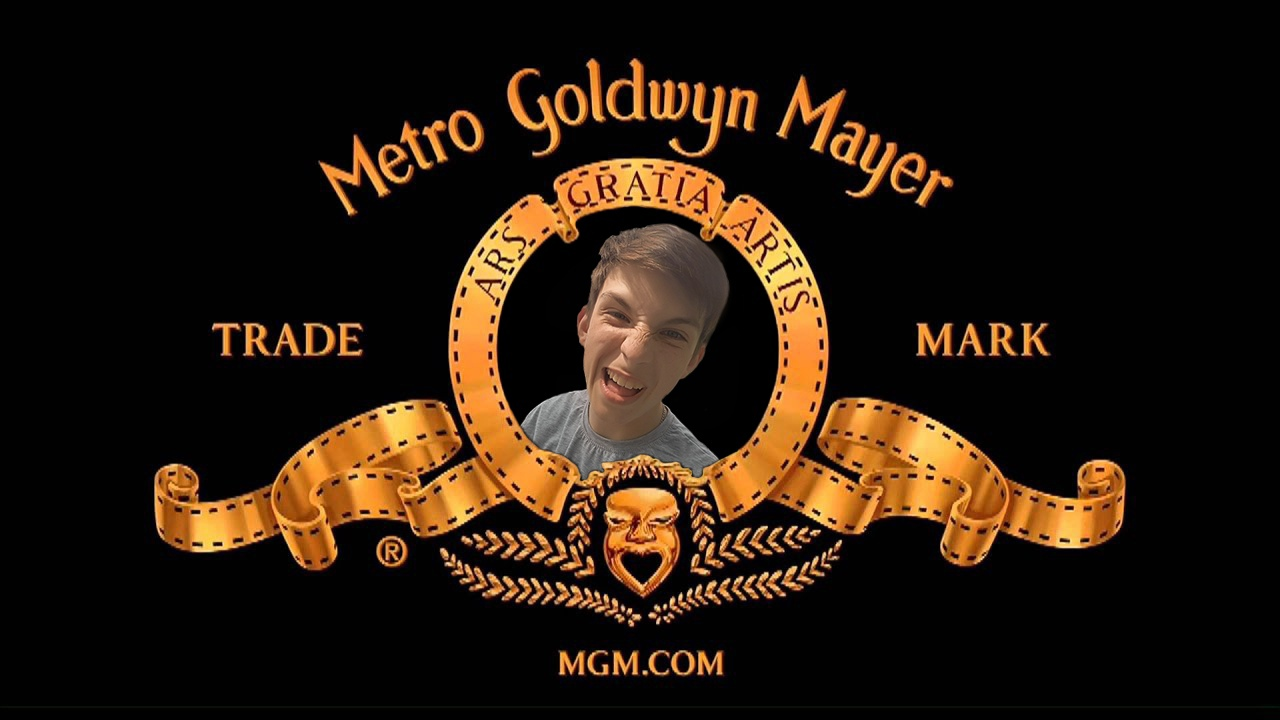 Metro Goldwyn Mayer
ARS GRATIA ARTIS
TRADE MARK
®
MGM.COM